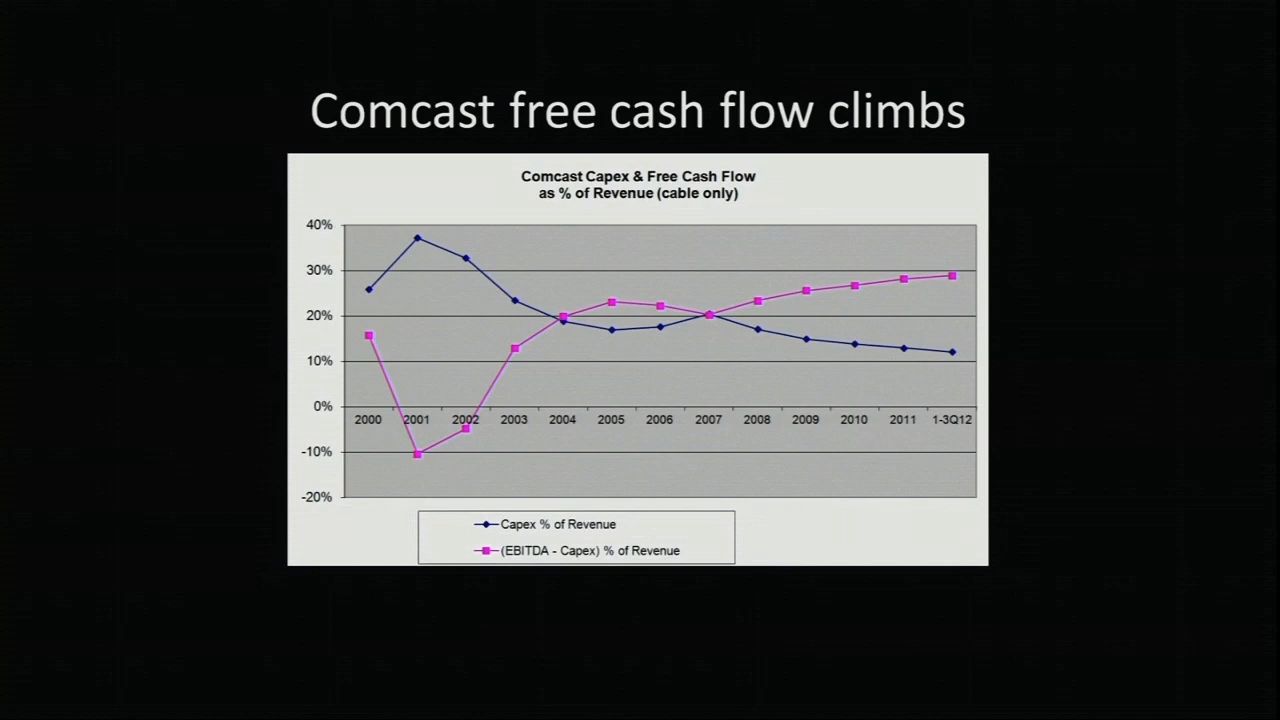 Comcast free cash flow climbs
Comcast Capex & Free Cash Flow
as % of Revenue (cable only)
40%
30%
20%
10%
0%
2000 2001 2002 2003 2004 2005 2006 2007 2008 2009 2010 2011 1-3Q12
-10%
-20%
Capex % of Revenue
(EBITDA - Capex) % of Revenue